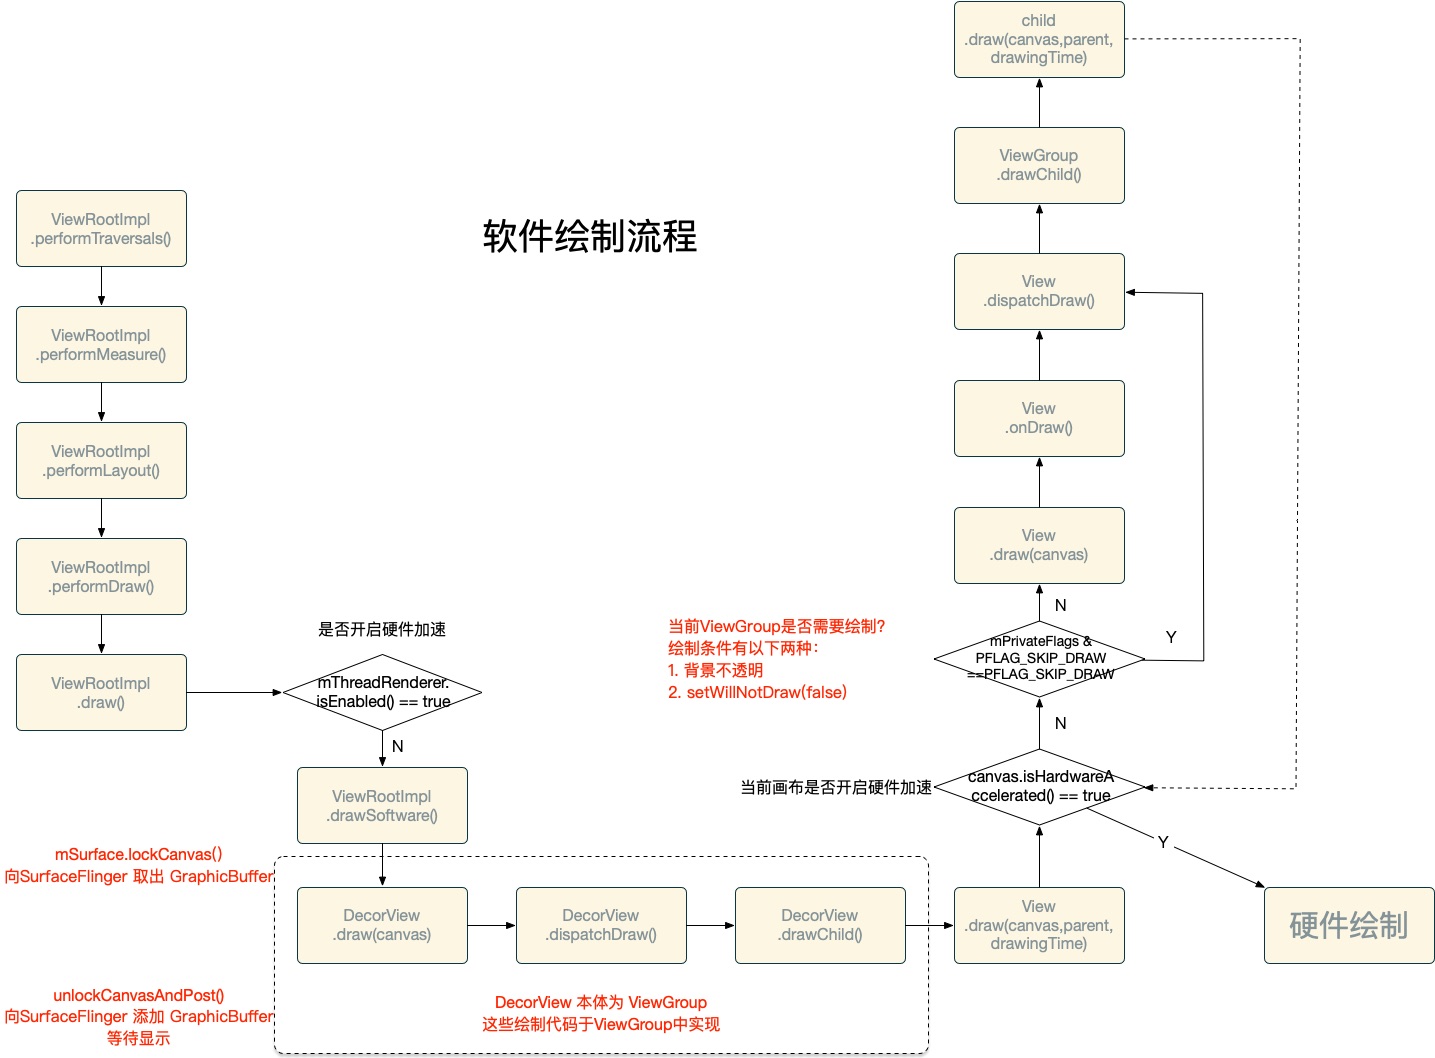 软件绘制流程
ViewRootImpl
.performTraversals()
ViewRootImpl
.performMeasure()
ViewRootImpl
.performLayout()
ViewRootImpl
.performDraw()
ViewRootImpl
.draw()
是否开启硬件加速
mThreadRenderer.
isEnabled() == true
N
ViewRootImpl
.drawSoftware()
mSurface.lockCanvas()
向SurfaceFlinger 取出 GraphicBuffer
unlockCanvasAndPost()
向SurfaceFlinger 添加 GraphicBuffer
等待显示
DecorView
.draw(canvas)
DecorView
.dispatchDraw()
DecorView
.drawChild()
DecorView 本体为 ViewGroup
这些绘制代码于ViewGroup中实现
View
.draw(canvas,parent,
drawingTime)
当前画布是否开启硬件加速
canvas.isHardwareA
ccelerated() == true
Y
硬件绘制
N
当前ViewGroup是否需要绘制?
绘制条件有以下两种：
1. 背景不透明
2. setWillNotDraw(false)
mPrivateFlags &
PFLAG_SKIP_DRAW
==PFLAG_SKIP_DRAW
Y
N
View
.draw(canvas)
View
.onDraw()
View
.dispatchDraw()
ViewGroup
.drawChild()
child
.draw(canvas,parent,
drawingTime)